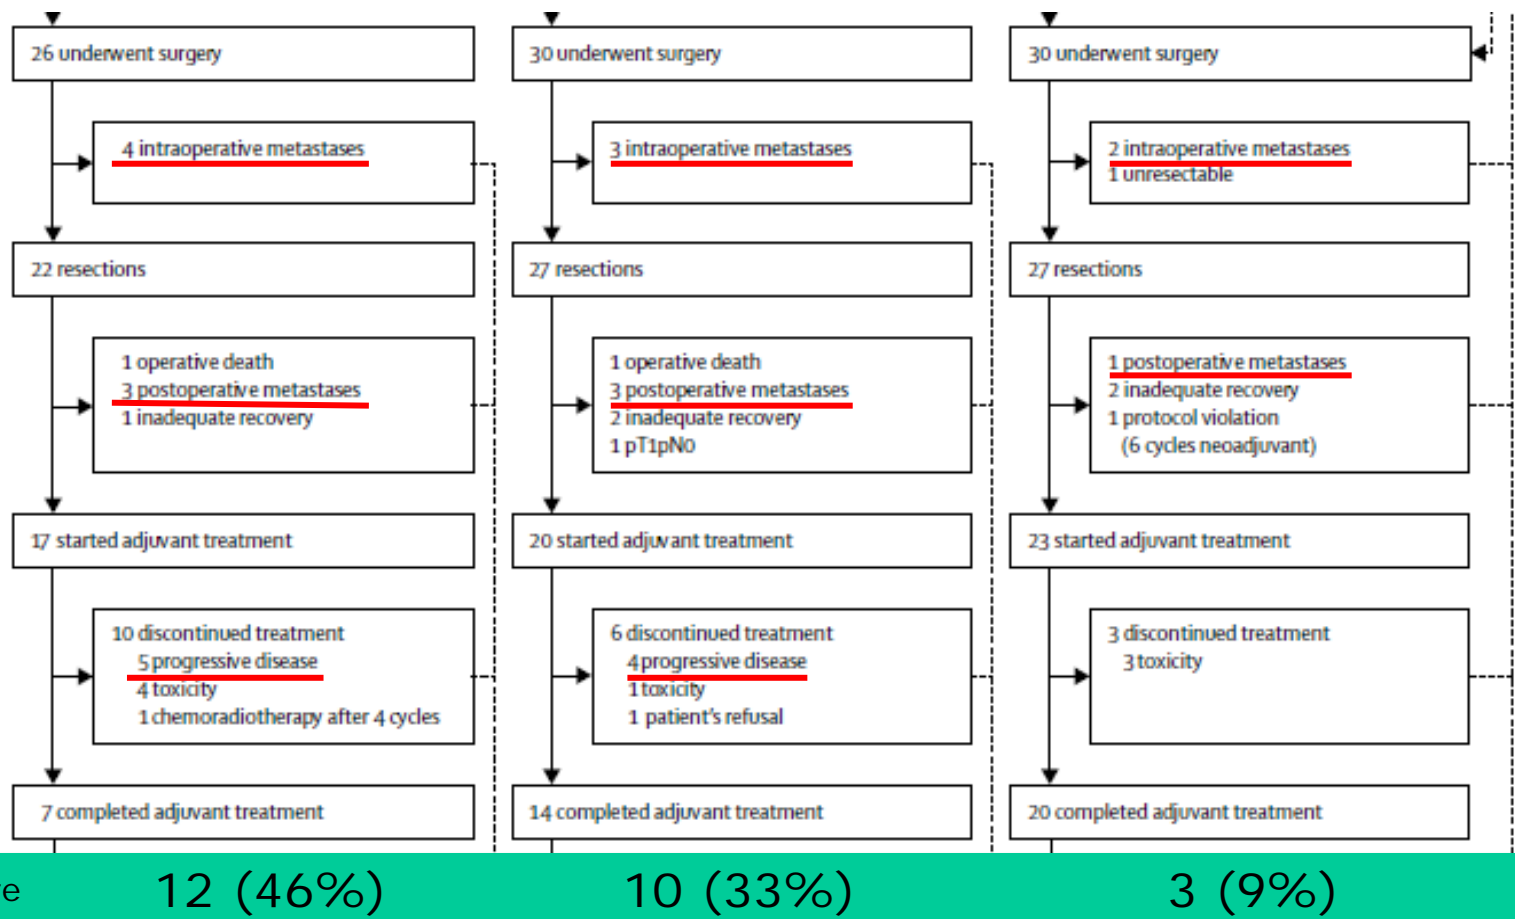 26 underwent surgery
4 intraoperative metastases
22 resections
1 operative death
3 postoperative metastases
1 inadequate recovery
17 started adjuvant treatment
10 discontinued treatment
5 progressive disease
4 toxicity
1 chemoradiotherapy after 4 cycles
7 completed adjuvant treatment
30 underwent surgery
3 intraoperative metastases
27 resections
1 operative death
3 postoperative metastases
2 inadequate recovery
1 pT1pN0
20 started adjuvant treatment
6 discontinued treatment
4 progressive disease
1 toxicity
1 patient's refusal
14 completed adjuvant treatment
30 underwent surgery
2 intraoperative metastases
1 unresectable
27 resections
1 postoperative metastases
2 inadequate recovery
1 protocol violation
(6 cycles neoadjuvant)
23 started adjuvant treatment
3 discontinued treatment
3 toxicity
20 completed adjuvant treatment
12 (46%) 10 (33%) 3 (9%)